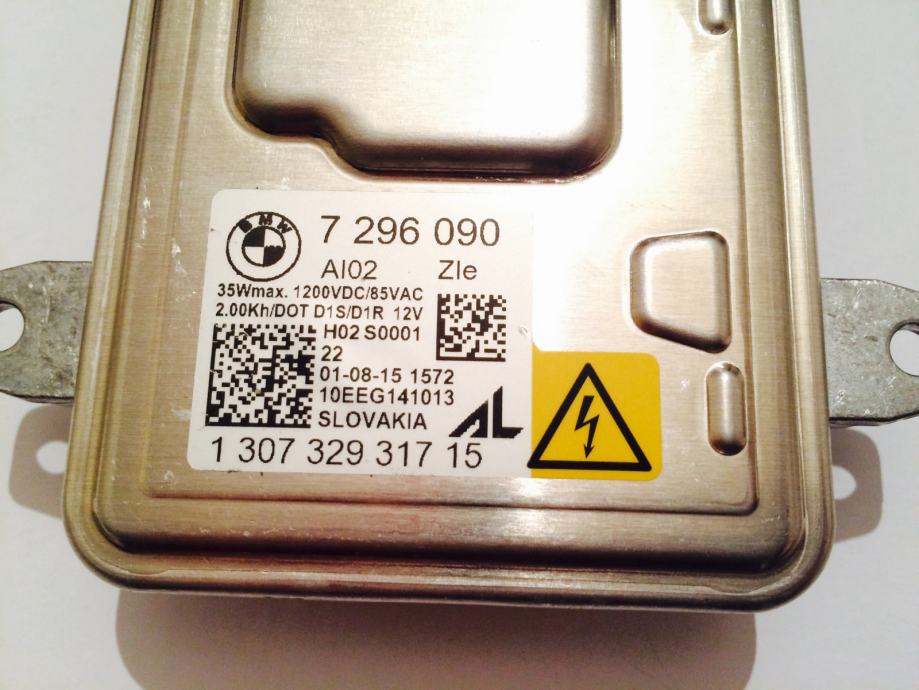 BMW
7 296 090
AI02 ZIe
35Wmax. 1200VDC/85VAC
2.00Kh/DOT D1S/D1R 12V
H02 S0001
22
01-08-15 1572
10EEG141013
SLOVAKIA
AL
1 307 329 317 15